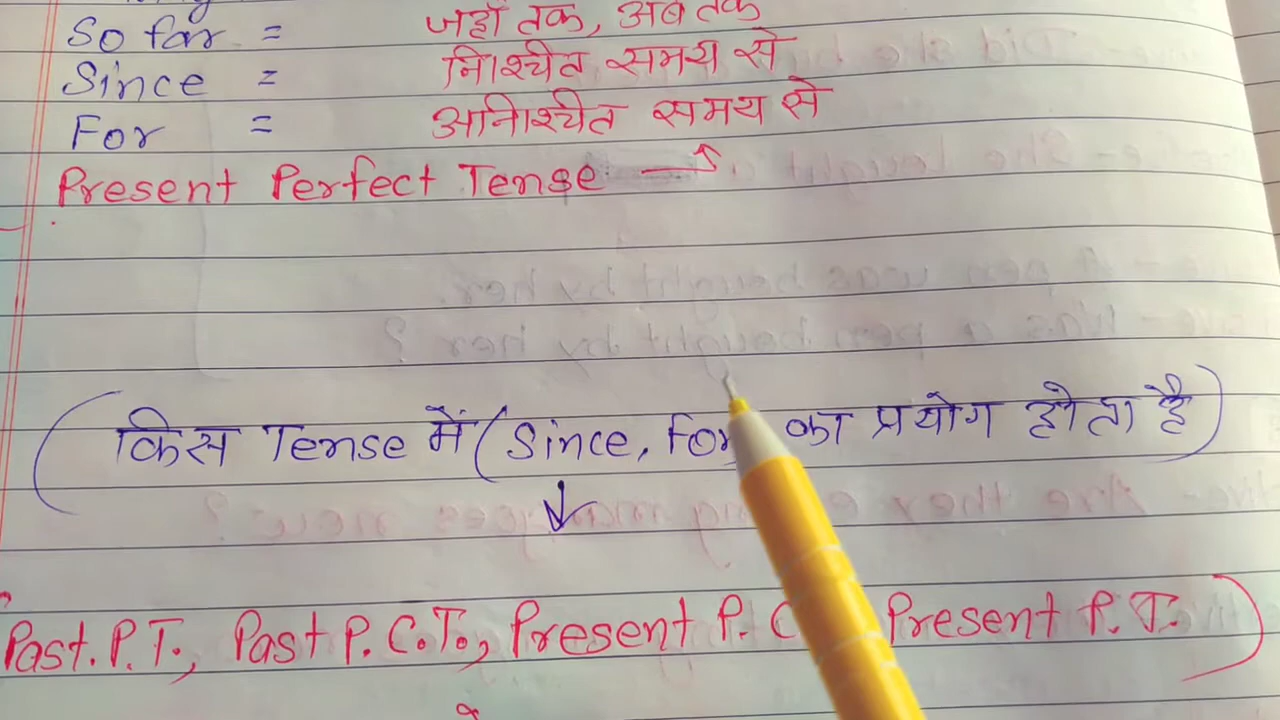 So far = जहाँ तक, अब तक
Since = निश्चीत समय से
For = अनिश्चीत समय से
Present Perfect Tense →
(किस Tense में (Since, For का प्रयोग होता है)
↓
Past. P.T., Past P.C.T., Present P. C Present P.T.)